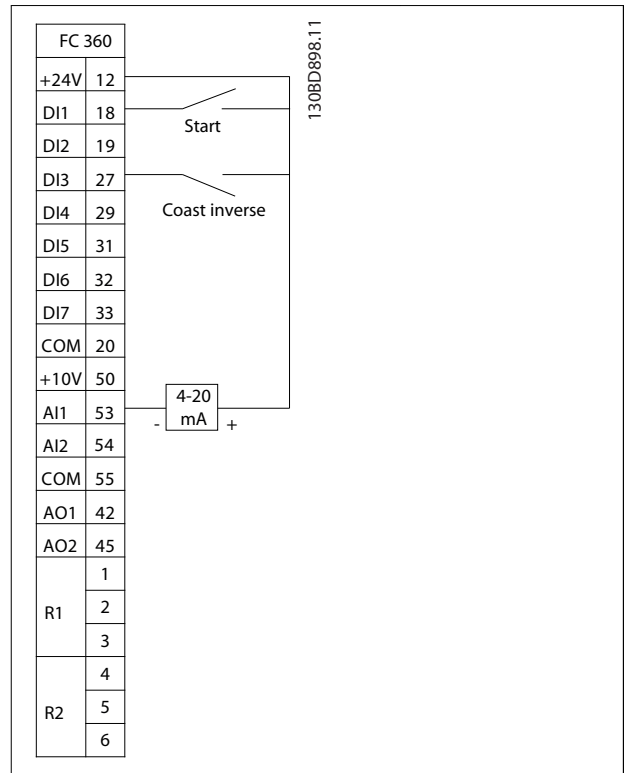 FC 360
130BD898.11
+24V 12
DI1 18
Start
DI2 19
DI3 27
DI4 29
Coast inverse
DI5 31
DI6 32
DI7 33
COM 20
+10V 50
4-20
mA
- +
AI1 53
AI2 54
COM 55
AO1 42
AO2 45
R1
1
2
3
R2
4
5
6